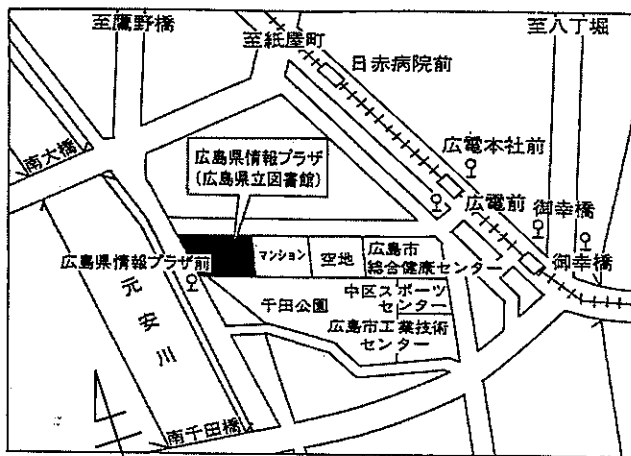 至鷹野橋
至紙屋町
至八丁堀
日赤病院前
南大橋
広島県情報プラザ
(広島県立図書館)
広電本社前
広電前
御幸橋
御幸橋
広島県情報プラザ前
マンション
空地
広島市
総合健康センター
千田公園
中区スポーツ
センター
広島市工業技術
センター
元安川
南千田橋